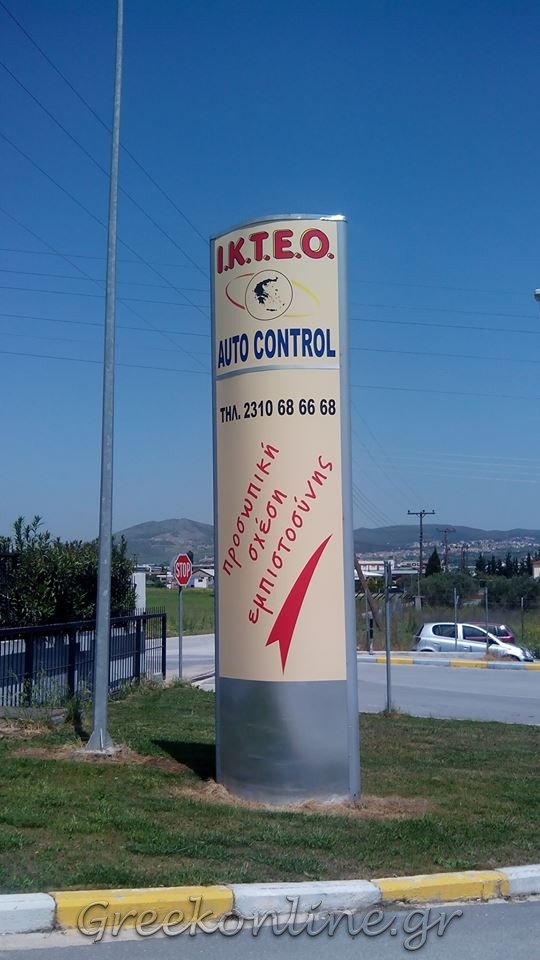 Ι.Κ.Τ.Ε.Ο.
AUTO CONTROL
ΤΗΛ. 2310 68 66 68
προσωπική
σχέση
εμπιστοσύνης
STOP
Greekonline.gr